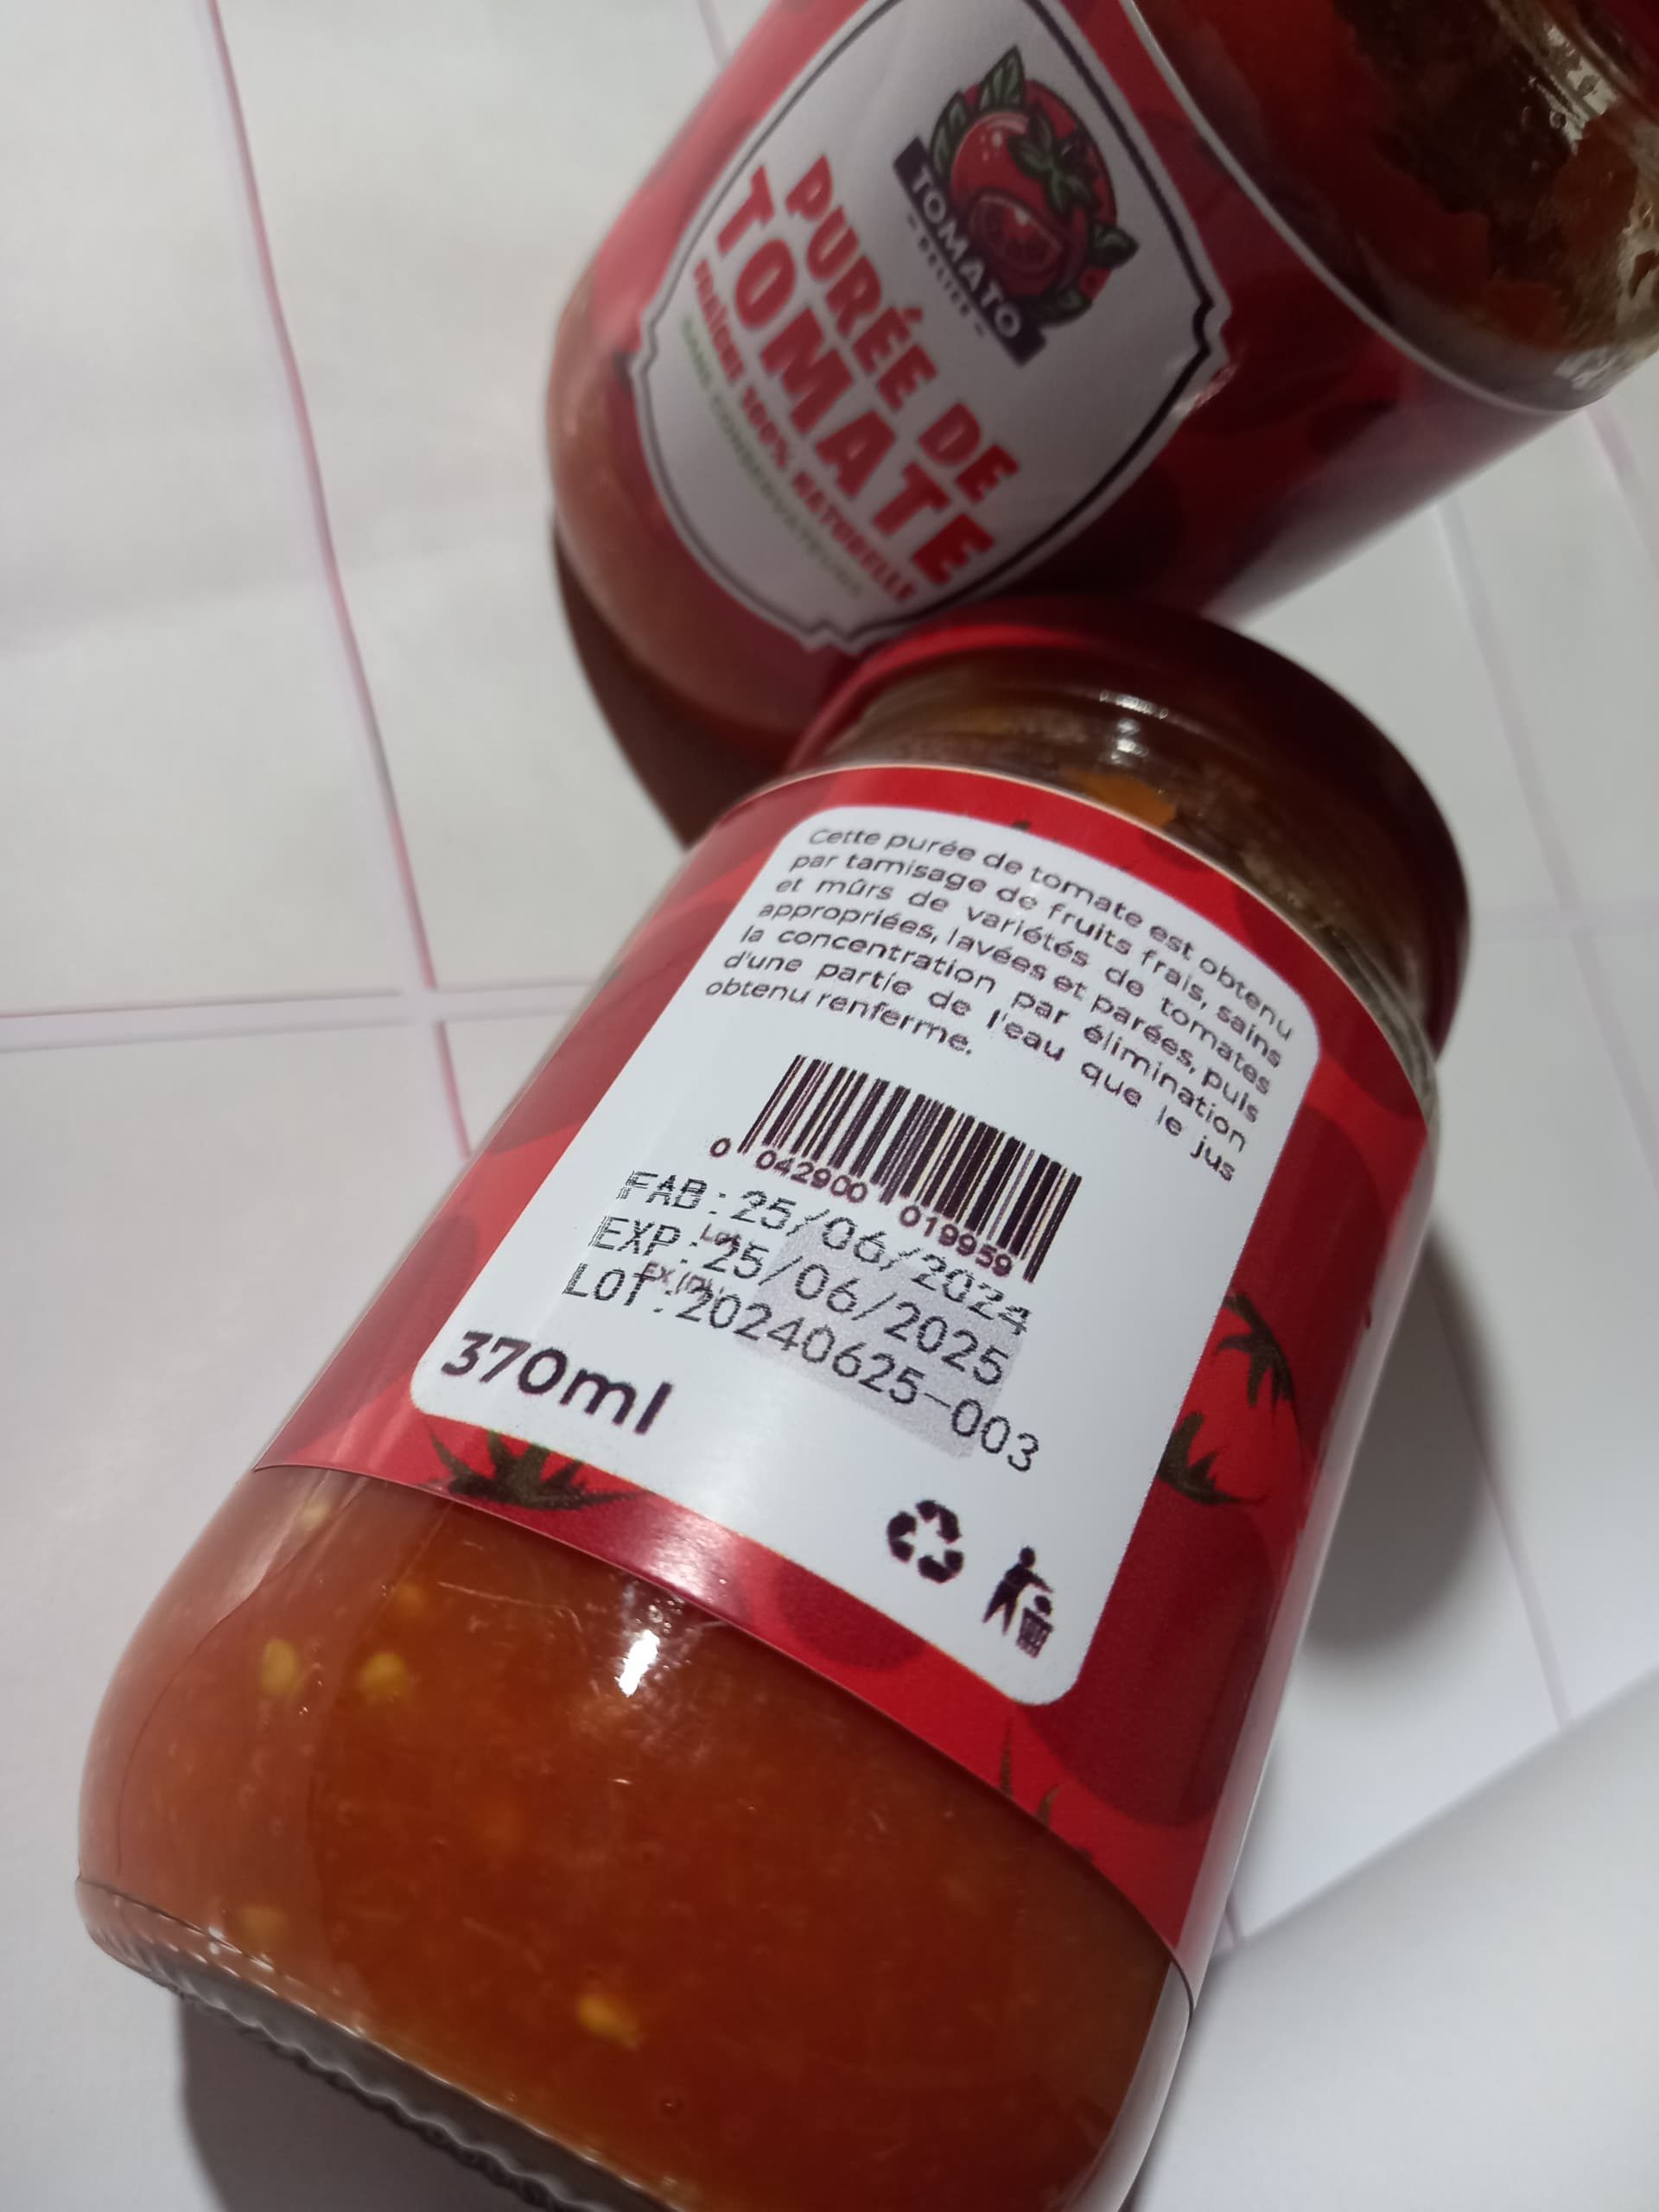 TOMATO
PURÉE DE
TOMATE
100% NATURELLE
Cette purée de tomate est obtenu
par tamisage de fruits frais, sains
et mûrs de variétés de tomates
appropriées, lavées et parées, puis
la concentration par élimination
d'une partie de l'eau que le jus
obtenu renferme.
0 042900 019959
FAB : 25/06/2024
EXP : 25/06/2025
LOT : 20240625-003
370ml